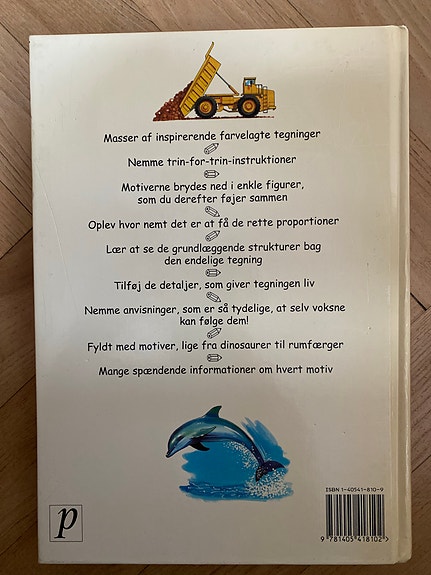 Masser af inspirerende farvelagte tegninger
Nemme trin-for-trin-instruktioner
Motiverne brydes ned i enkle figurer,
som du derefter føjer sammen
Oplev hvor nemt det er at få de rette proportioner
Lær at se de grundlæggende strukturer bag
den endelige tegning
Tilføj de detaljer, som giver tegningen liv
Nemme anvisninger, som er så tydelige, at selv voksne
kan følge dem!
Fyldt med motiver, lige fra dinosaurer til rumfærger
Mange spændende informationer om hvert motiv
ISBN 1-40541-810-9
9 781405 418102>
p